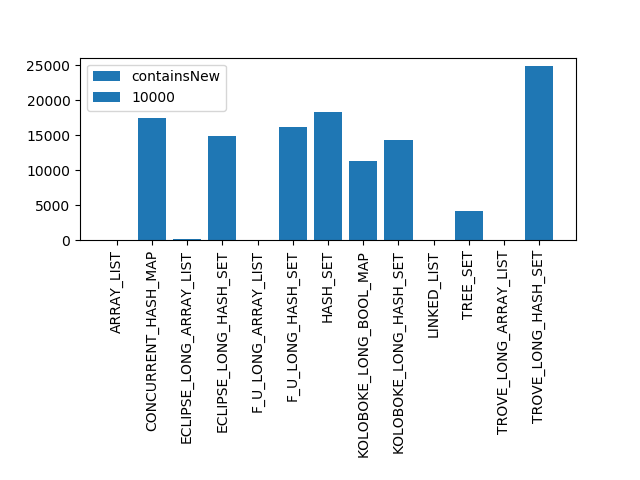 25000
20000
15000
10000
5000
0
containsNew
10000
ARRAY_LIST
CONCURRENT_HASH_MAP
ECLIPSE_LONG_ARRAY_LIST
ECLIPSE_LONG_HASH_SET
F_U_LONG_ARRAY_LIST
F_U_LONG_HASH_SET
HASH_SET
KOLOBOKE_LONG_BOOL_MAP
KOLOBOKE_LONG_HASH_SET
LINKED_LIST
TREE_SET
TROVE_LONG_ARRAY_LIST
TROVE_LONG_HASH_SET